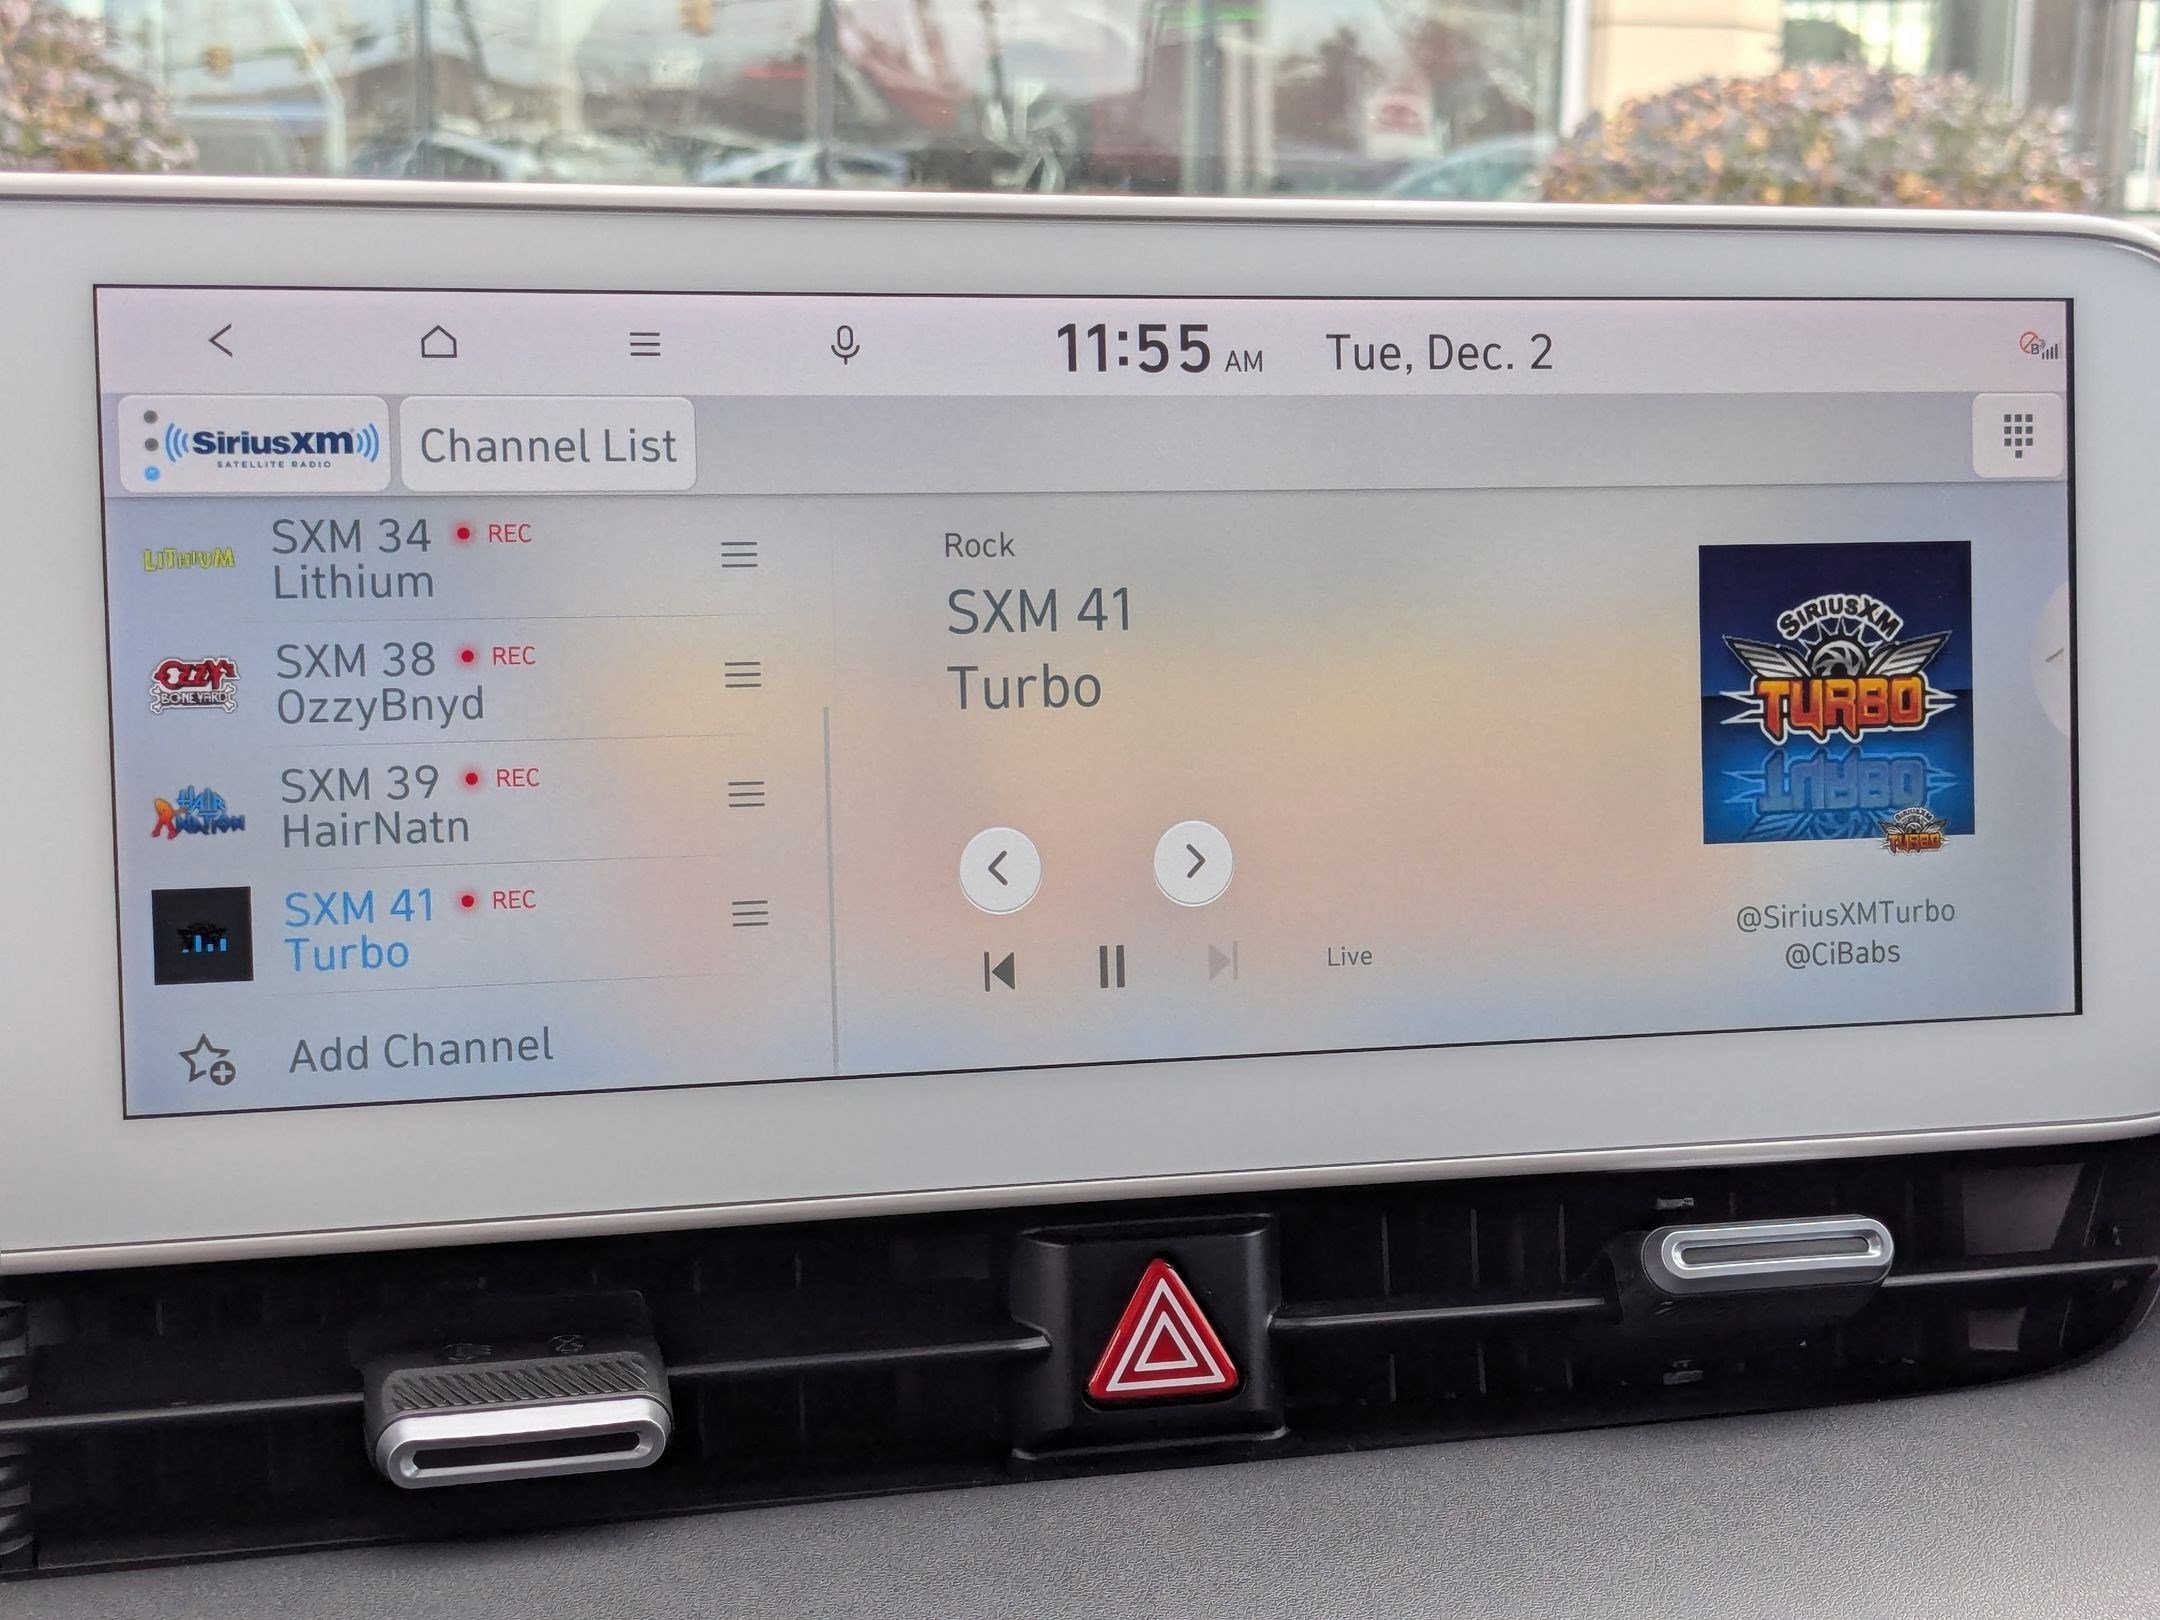 11:55 AM Tue, Dec. 2
SiriusXM
SATELLITE RADIO
Channel List
LITHIUM
SXM 34 REC
Lithium
OZZY'S
BONEYARD
SXM 38 REC
OzzyBnyd
HAIR
NATION
SXM 39 REC
HairNatn
SXM 41 REC
Turbo
Add Channel
Rock
SXM 41
Turbo
Live
SIRIUSXM
TURBO
SIRIUSXM
TURBO
@SiriusXMTurbo
@CiBabs